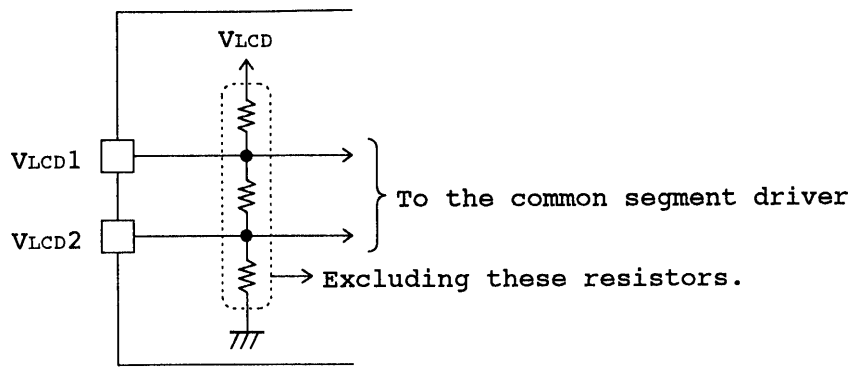 VLCD
VLCD1
To the common segment driver
VLCD2
Excluding these resistors.